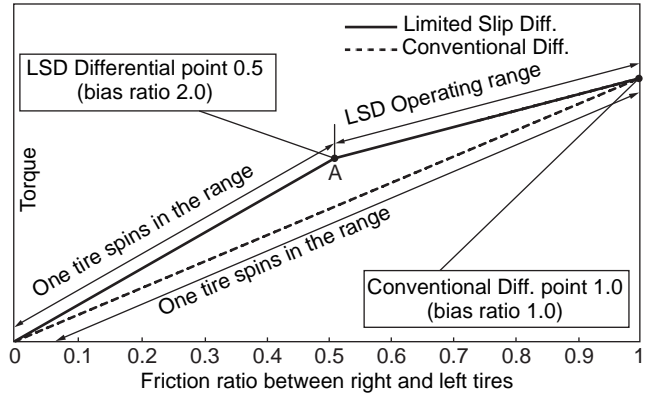 Limited Slip Diff.
Conventional Diff.
LSD Differential point 0.5
(bias ratio 2.0)
LSD Operating range
A
Torque
One tire spins in the range
One tire spins in the range
Conventional Diff. point 1.0
(bias ratio 1.0)
0 0.1 0.2 0.3 0.4 0.5 0.6 0.7 0.8 0.9 1
Friction ratio between right and left tires